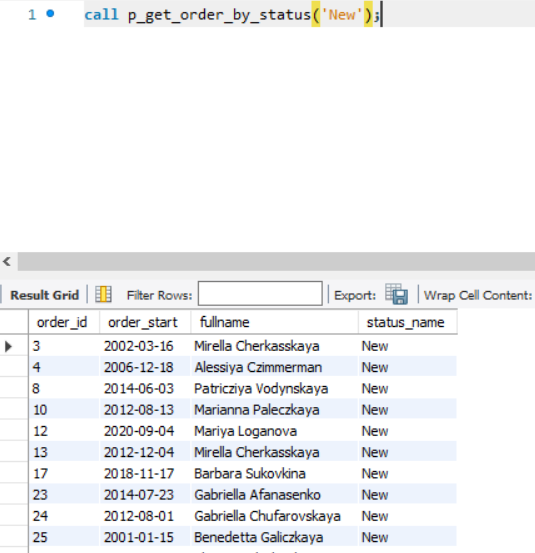 1 call p_get_order_by_status('New');
Result Grid Filter Rows: Export: Wrap Cell Content:
order_id order_start fullname status_name
3 2002-03-16 Mirella Cherkasskaya New
4 2006-12-18 Alessiya Czimmerman New
8 2014-06-03 Patricziya Vodynskaya New
10 2012-08-13 Marianna Paleczkaya New
12 2020-09-04 Mariya Loganova New
13 2012-12-04 Mirella Cherkasskaya New
17 2018-11-17 Barbara Sukovkina New
23 2014-07-23 Gabriella Afanasenko New
24 2012-08-01 Gabriella Chufarovskaya New
25 2001-01-15 Benedetta Galiczkaya New